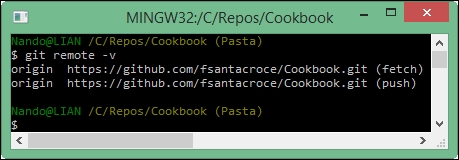 MINGW32:/C/Repos/Cookbook
Nando@LIAN /C/Repos/Cookbook (Pasta)
$ git remote -v
origin  https://github.com/fsantacroce/Cookbook.git (fetch)
origin  https://github.com/fsantacroce/Cookbook.git (push)
Nando@LIAN /C/Repos/Cookbook (Pasta)
$